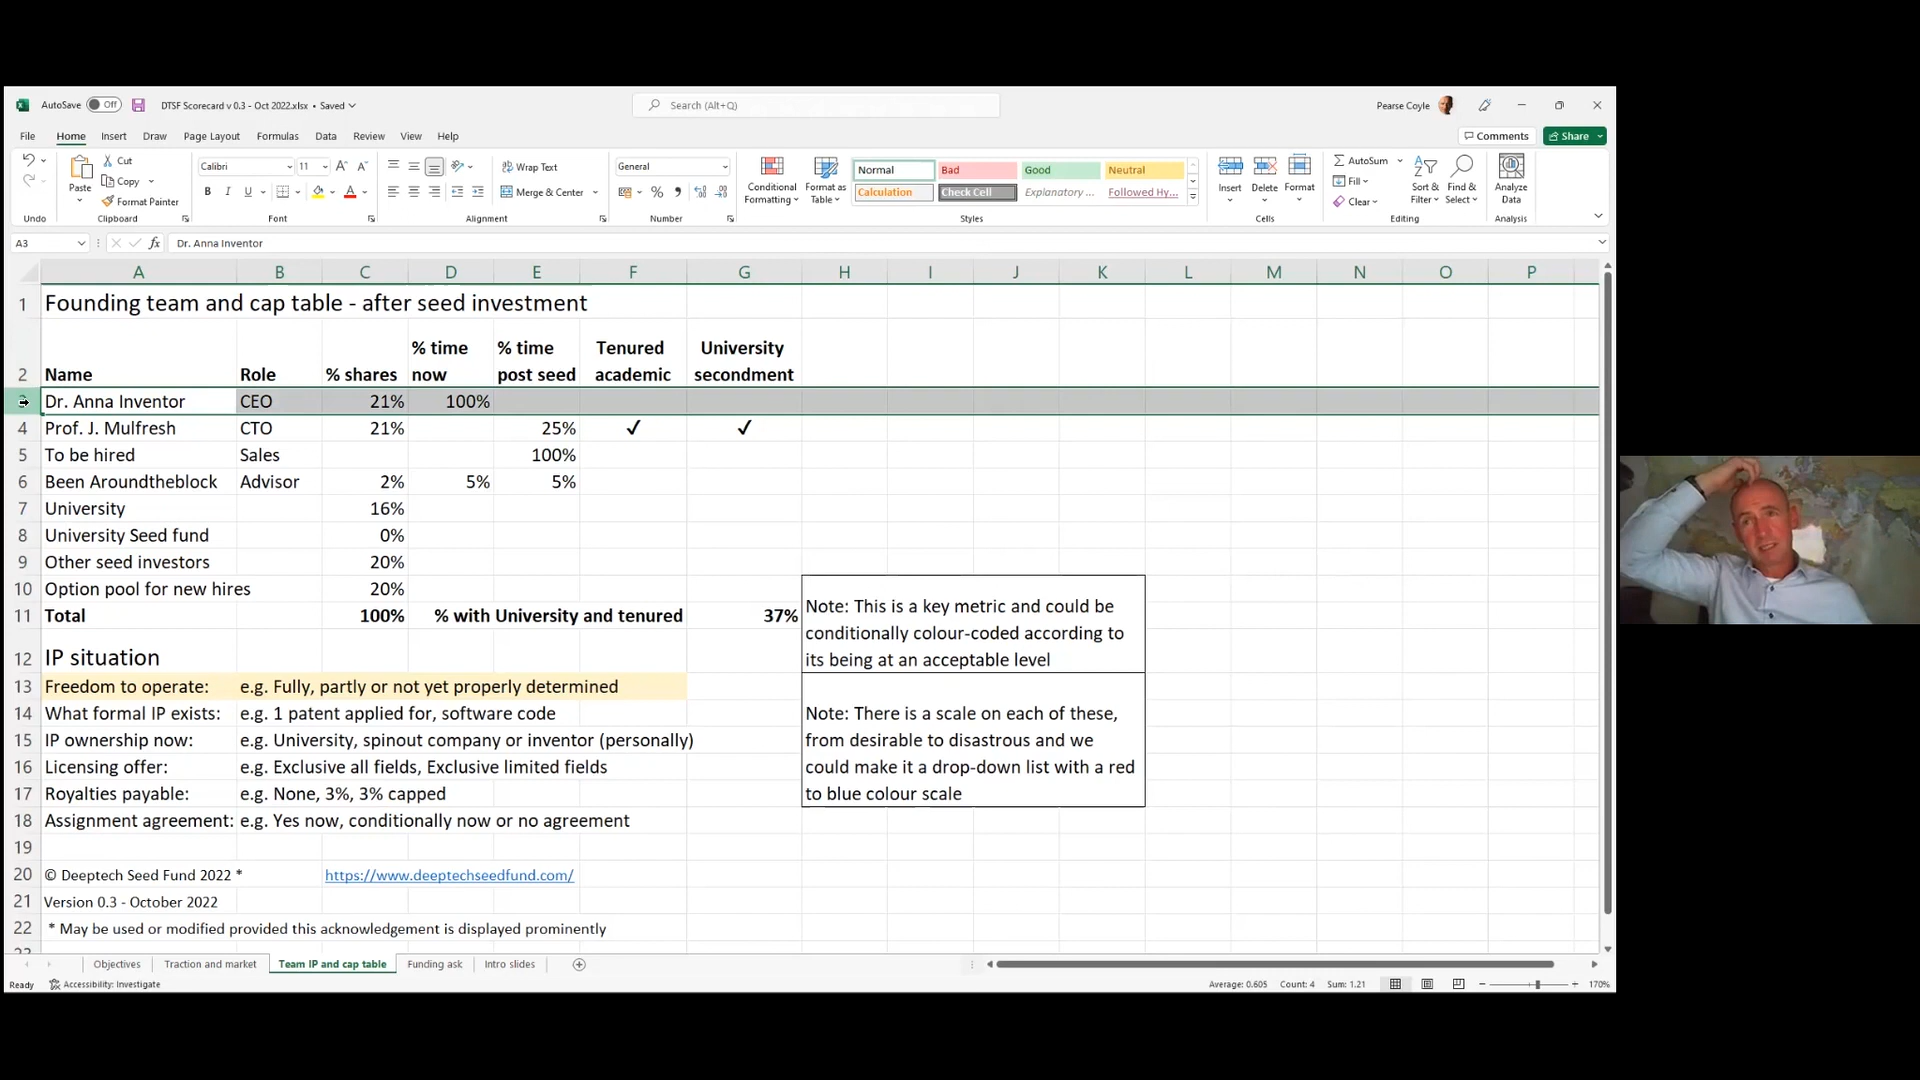 AutoSave Off DTSF Scorecard v 0.3 - Oct 2022.xlsx • Saved Search (Alt+Q) Pearse Coyle
File Home Insert Draw Page Layout Formulas Data Review View Help Comments Share
Paste Cut Copy Format Painter
Calibri 11 B I U A
Wrap Text Merge & Center
General
Conditional Formatting Format as Table
Normal Bad Good Neutral
Calculation Check Cell Explanatory ... Followed Hy...
Insert Delete Format
AutoSum Fill Clear
Sort & Filter Find & Select Analyze Data
Undo Clipboard Font Alignment Number Styles Cells Editing Analysis
A3 fx Dr. Anna Inventor
A B C D E F G H I J K L M N O P
1 Founding team and cap table - after seed investment
2 Name Role % shares % time now % time post seed Tenured academic University secondment
3 Dr. Anna Inventor CEO 21% 100%
4 Prof. J. Mulfresh CTO 21% 25% ✓ ✓
5 To be hired Sales 100%
6 Been Aroundtheblock Advisor 2% 5% 5%
7 University 16%
8 University Seed fund 0%
9 Other seed investors 20%
10 Option pool for new hires 20%
11 Total 100% % with University and tenured 37%
Note: This is a key metric and could be
conditionally colour-coded according to
its being at an acceptable level
12 IP situation
13 Freedom to operate: e.g. Fully, partly or not yet properly determined
14 What formal IP exists: e.g. 1 patent applied for, software code
15 IP ownership now: e.g. University, spinout company or inventor (personally)
16 Licensing offer: e.g. Exclusive all fields, Exclusive limited fields
17 Royalties payable: e.g. None, 3%, 3% capped
18 Assignment agreement: e.g. Yes now, conditionally now or no agreement
Note: There is a scale on each of these,
from desirable to disastrous and we
could make it a drop-down list with a red
to blue colour scale
19
20 © Deeptech Seed Fund 2022 * https://www.deeptechseedfund.com/
21 Version 0.3 - October 2022
22 * May be used or modified provided this acknowledgement is displayed prominently
Objectives Traction and market Team IP and cap table Funding ask Intro slides
Ready Accessibility: Investigate Average: 0.605 Count: 4 Sum: 1.21 170%